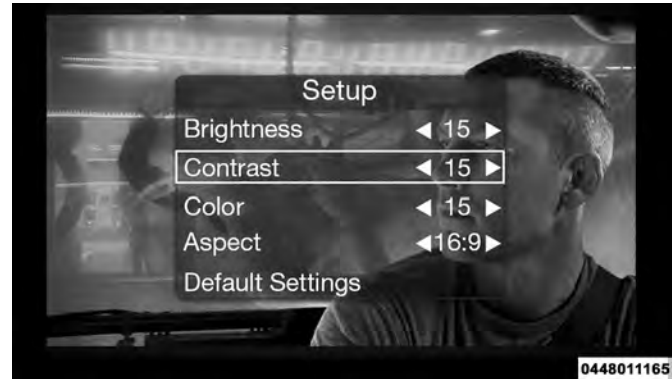 Setup
Brightness ◀ 15 ▶
Contrast ◀ 15 ▶
Color ◀ 15 ▶
Aspect ◀16:9▶
Default Settings
0448011165